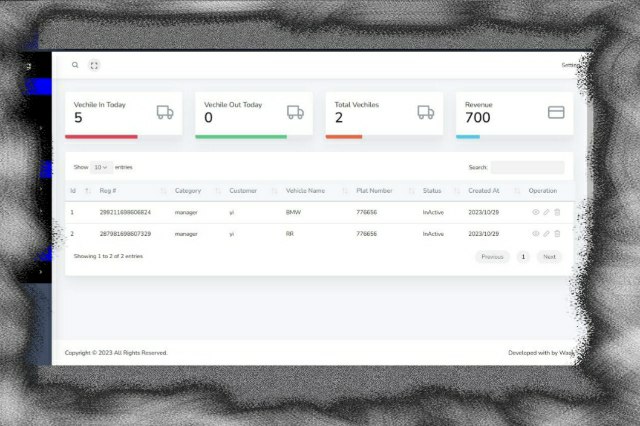 Setting
Vechile In Today
5
Vechile Out Today
0
Total Vechiles
2
Revenue
700
Show 10 entries
Search:
Id Reg # Category Customer Vehicle Name Plat Number Status Created At Operation
1 299211698606824 manager yi BMW 776656 InActive 2023/10/29
2 287981698607329 manager yi RR 776656 InActive 2023/10/29
Showing 1 to 2 of 2 entries
Previous 1 Next
Copyright © 2023 All Rights Reserved.
Developed with by